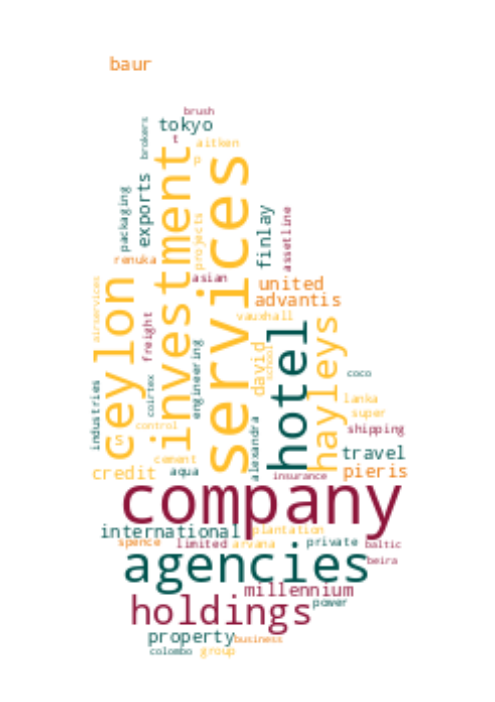 baur
brush
tokyo
brokers
t
aitken
p
investment
services
packaging
exports
projects
finlay
assetline
renuka
asian
united
advantis
airservices
ceylon
freight
vauxhall
hotel
hayleys
engineering
david
school
coco
coirtex
industries
control
s
lanka
super
alexandra
shipping
travel
cement
credit
aqua
insurance
pieris
company
international
plantation
spence
limited
arvana
private
baltic
agencies
beira
millennium
holdings
power
property
business
colombo
group